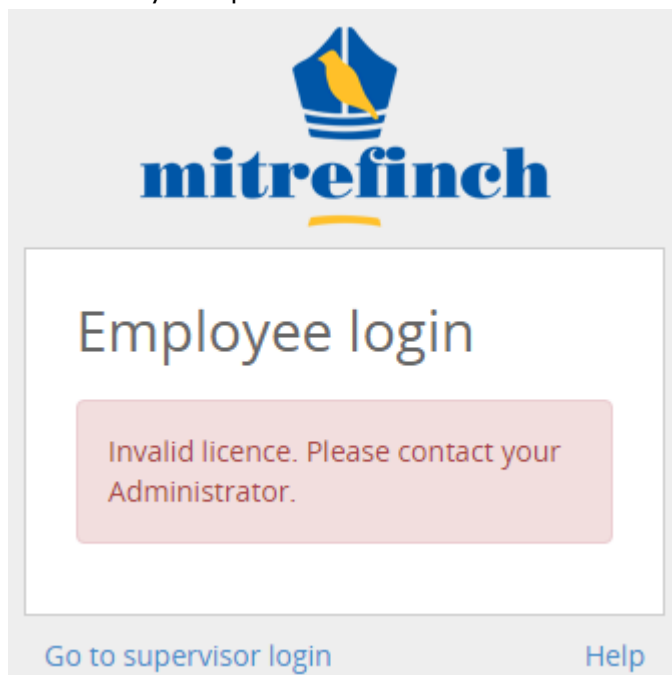 mitrefinch
Employee login
Invalid licence. Please contact your
Administrator.
Go to supervisor login
Help